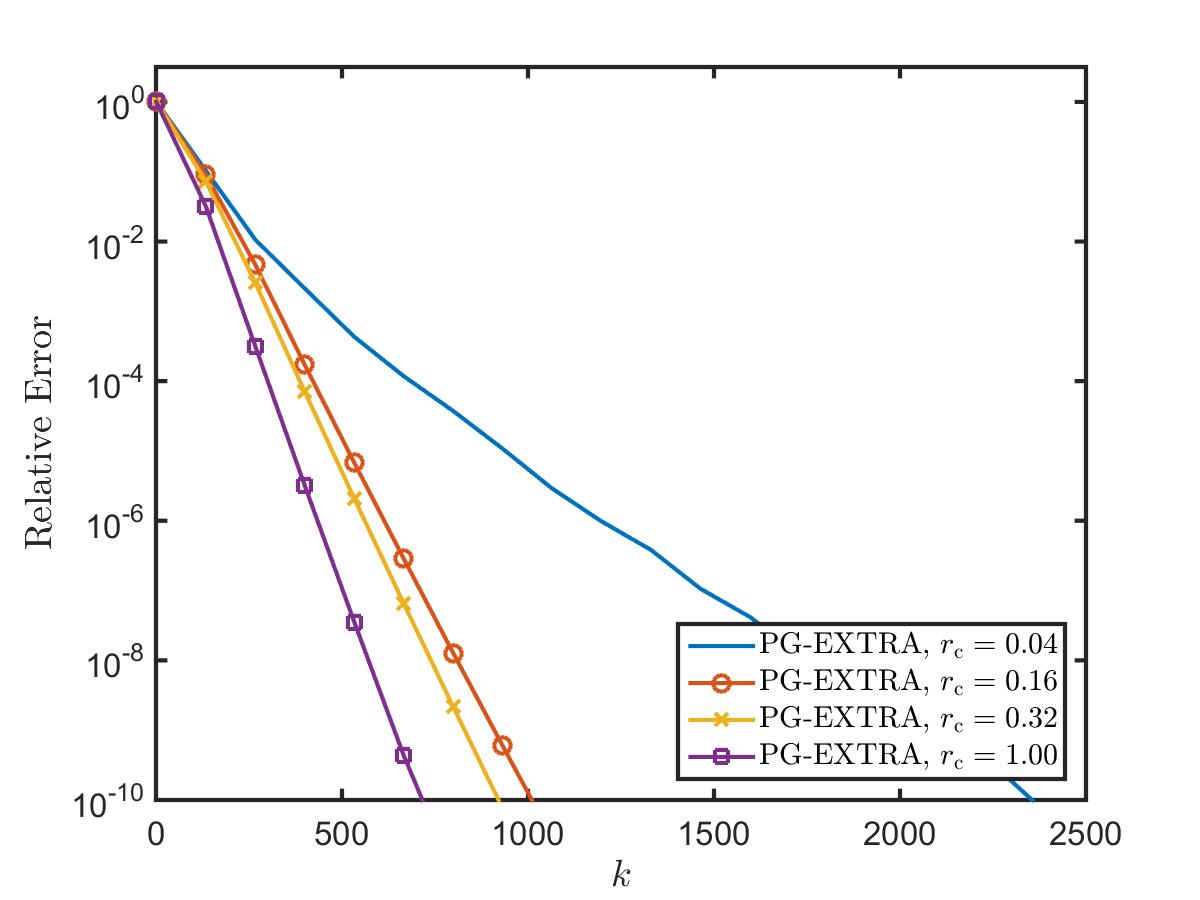 Relative Error
10^0
10^-2
10^-4
10^-6
10^-8
10^-10
0 500 1000 1500 2000 2500
k
PG-EXTRA, r_c = 0.04
PG-EXTRA, r_c = 0.16
PG-EXTRA, r_c = 0.32
PG-EXTRA, r_c = 1.00